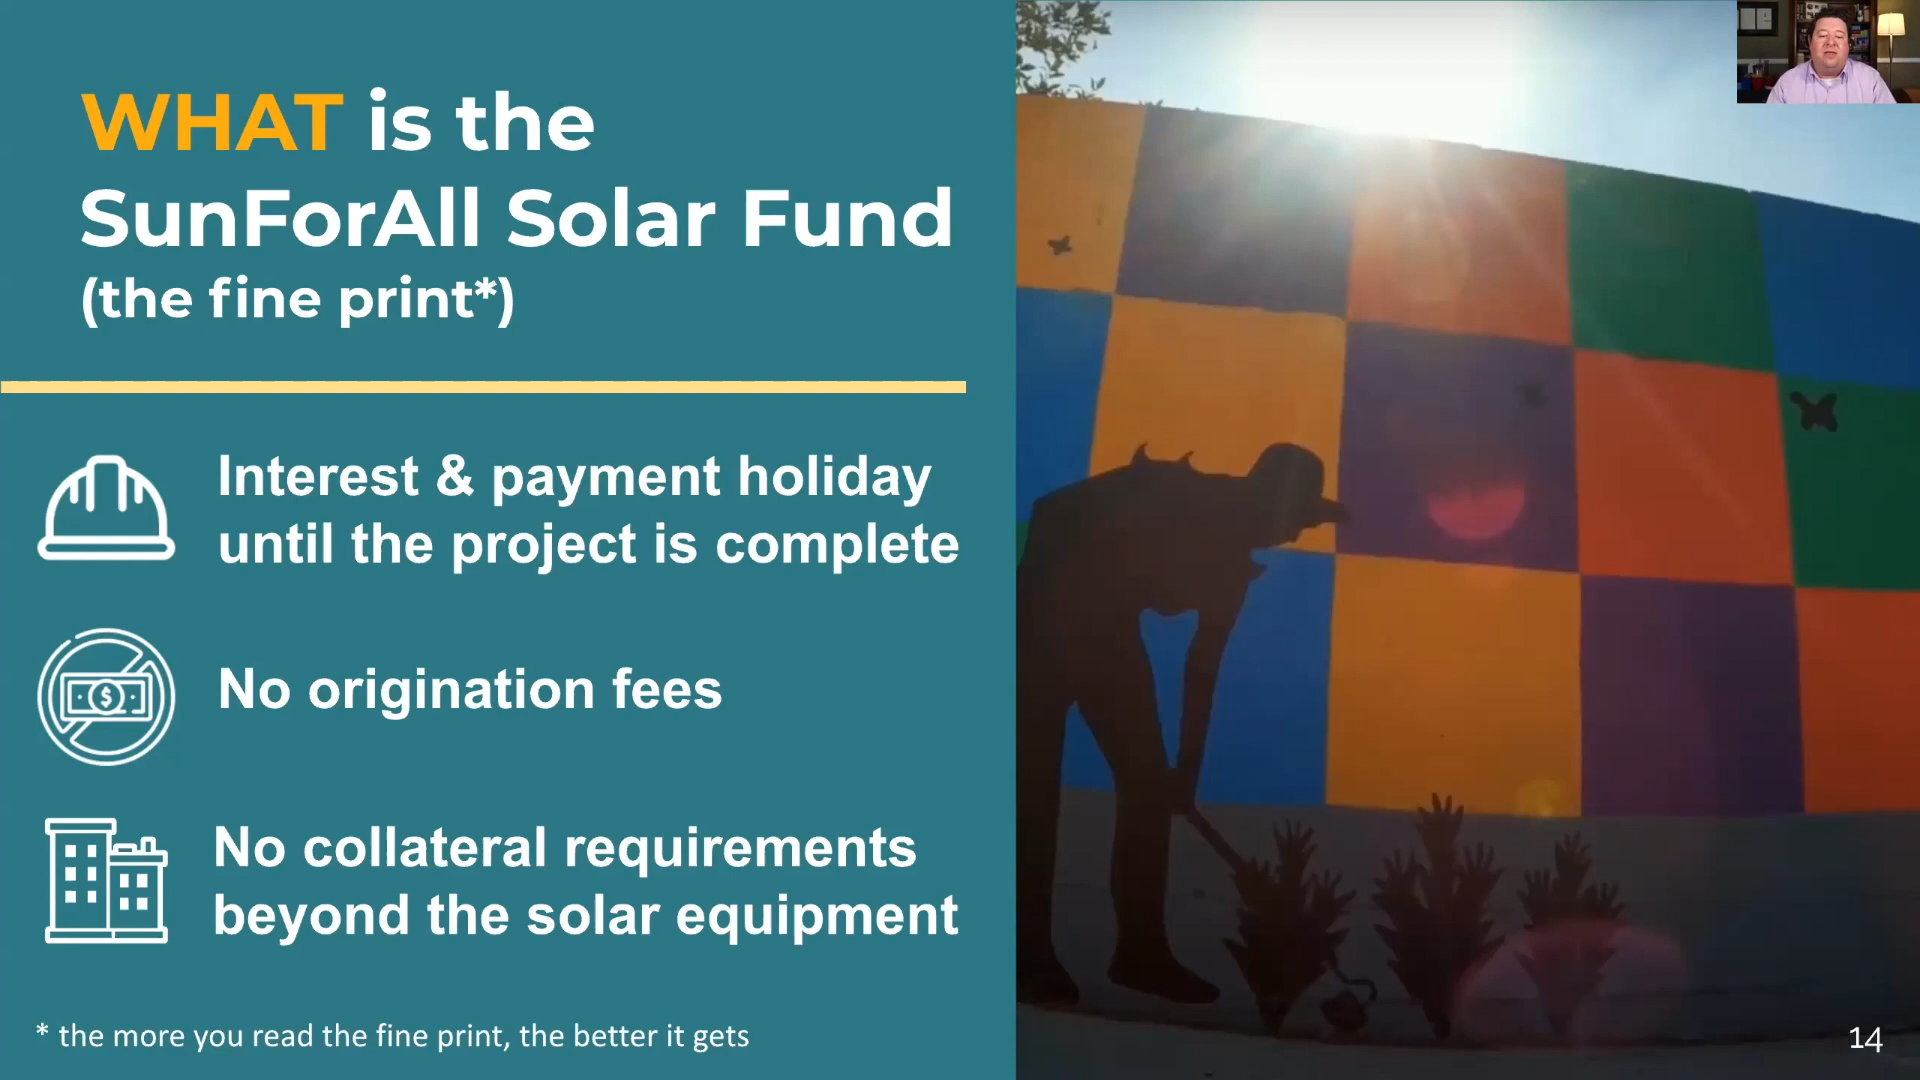 WHAT is the
SunForAll Solar Fund
(the fine print*)
Interest & payment holiday
until the project is complete
No origination fees
$
No collateral requirements
beyond the solar equipment
* the more you read the fine print, the better it gets
14